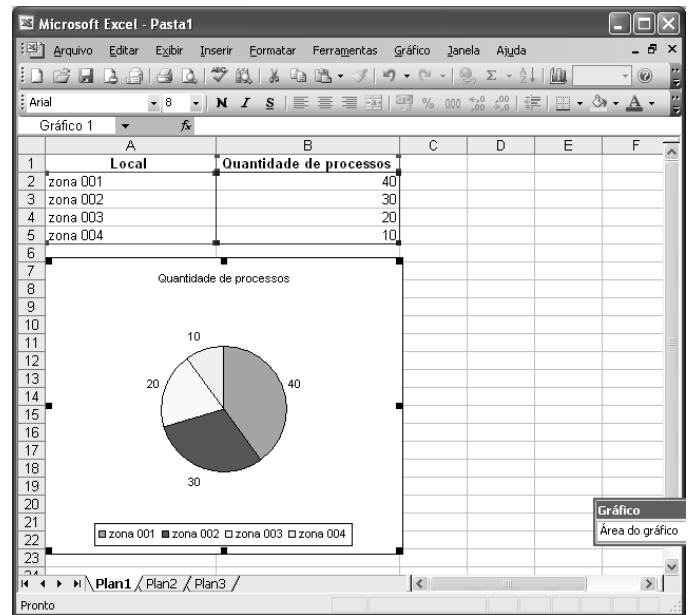 Microsoft Excel - Pasta1
Arquivo Editar Exibir Inserir Formatar Ferramentas Gráfico Janela Ajuda
Arial 8 N I S % 000
Gráfico 1 fx
A B C D E F
1 Local Quantidade de processos
2 zona 001 40
3 zona 002 30
4 zona 003 20
5 zona 004 10
6
7
Quantidade de processos
8
9
10
10
11
12
13
20 40
14
15
16
17
18
30
19
20
Gráfico
21
zona 001 zona 002 zona 003 zona 004
Área do gráfico
22
23
Plan1 Plan2 Plan3
Pronto